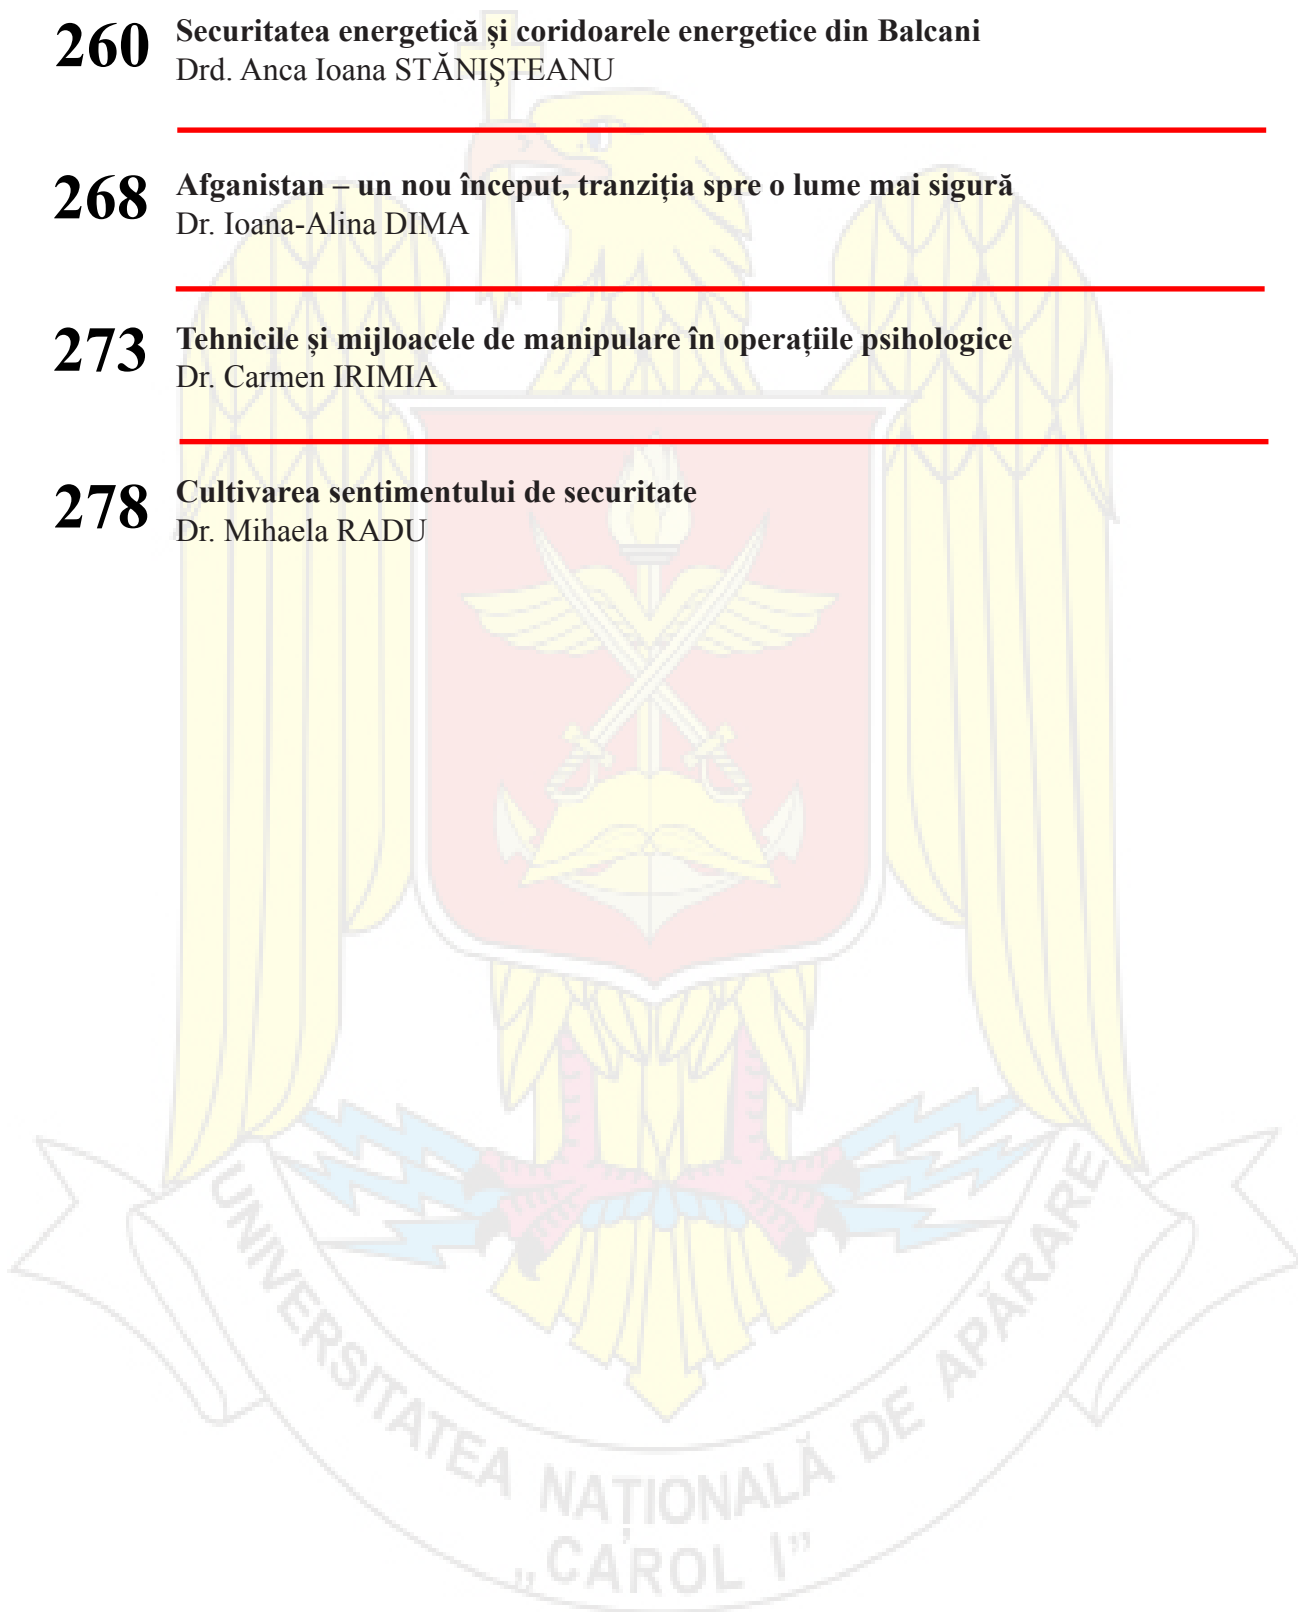 260
Securitatea energetică și coridoarele energetice din Balcani
Drd. Anca Ioana STĂNIŞTEANU
268
Afganistan – un nou început, tranziția spre o lume mai sigură
Dr. Ioana-Alina DIMA
273
Tehnicile și mijloacele de manipulare în operațiile psihologice
Dr. Carmen IRIMIA
278
Cultivarea sentimentului de securitate
Dr. Mihaela RADU
UNIVERSITATEA NAȚIONALĂ DE APĂRARE
„CAROL I”